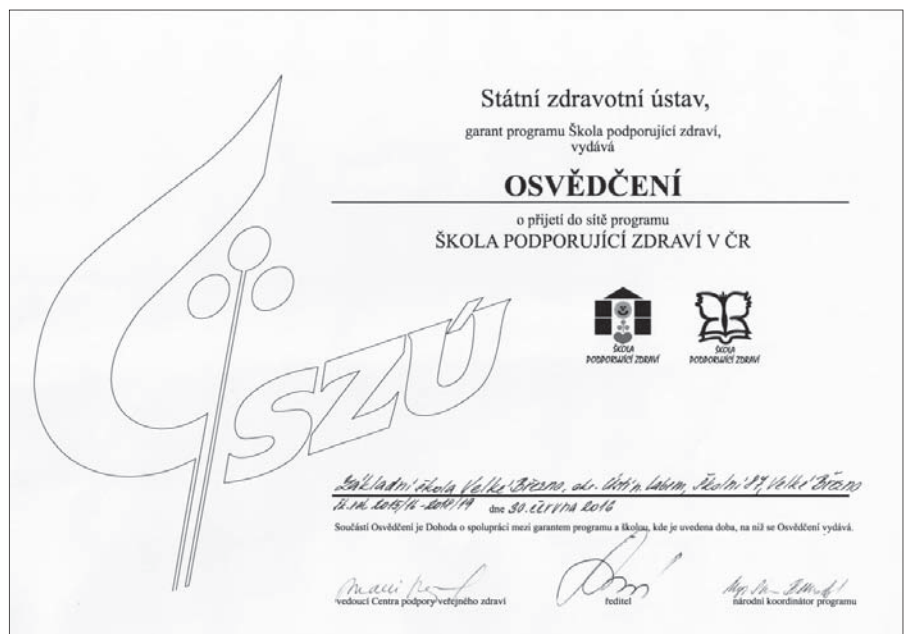 Státní zdravotní ústav,
garant programu Škola podporující zdraví,
vydává
OSVĚDČENÍ
o přijetí do sítě programu
ŠKOLA PODPORUJÍCÍ ZDRAVÍ V ČR
ŠKOLA
PODPORUJÍCÍ ZDRAVÍ
ŠKOLA
PODPORUJÍCÍ ZDRAVÍ
SZÚ
Základní škola Velké Březno, okr. Ústí n. Labem, Školní 87, Velké Březno
2015/16 - 2018/19 dne 30. června 2016
Součástí Osvědčení je Dohoda o spolupráci mezi garantem programu a školou, kde je uvedena doba, na niž se Osvědčení vydává.
vedoucí Centra podpory veřejného zdraví
ředitel
národní koordinátor programu